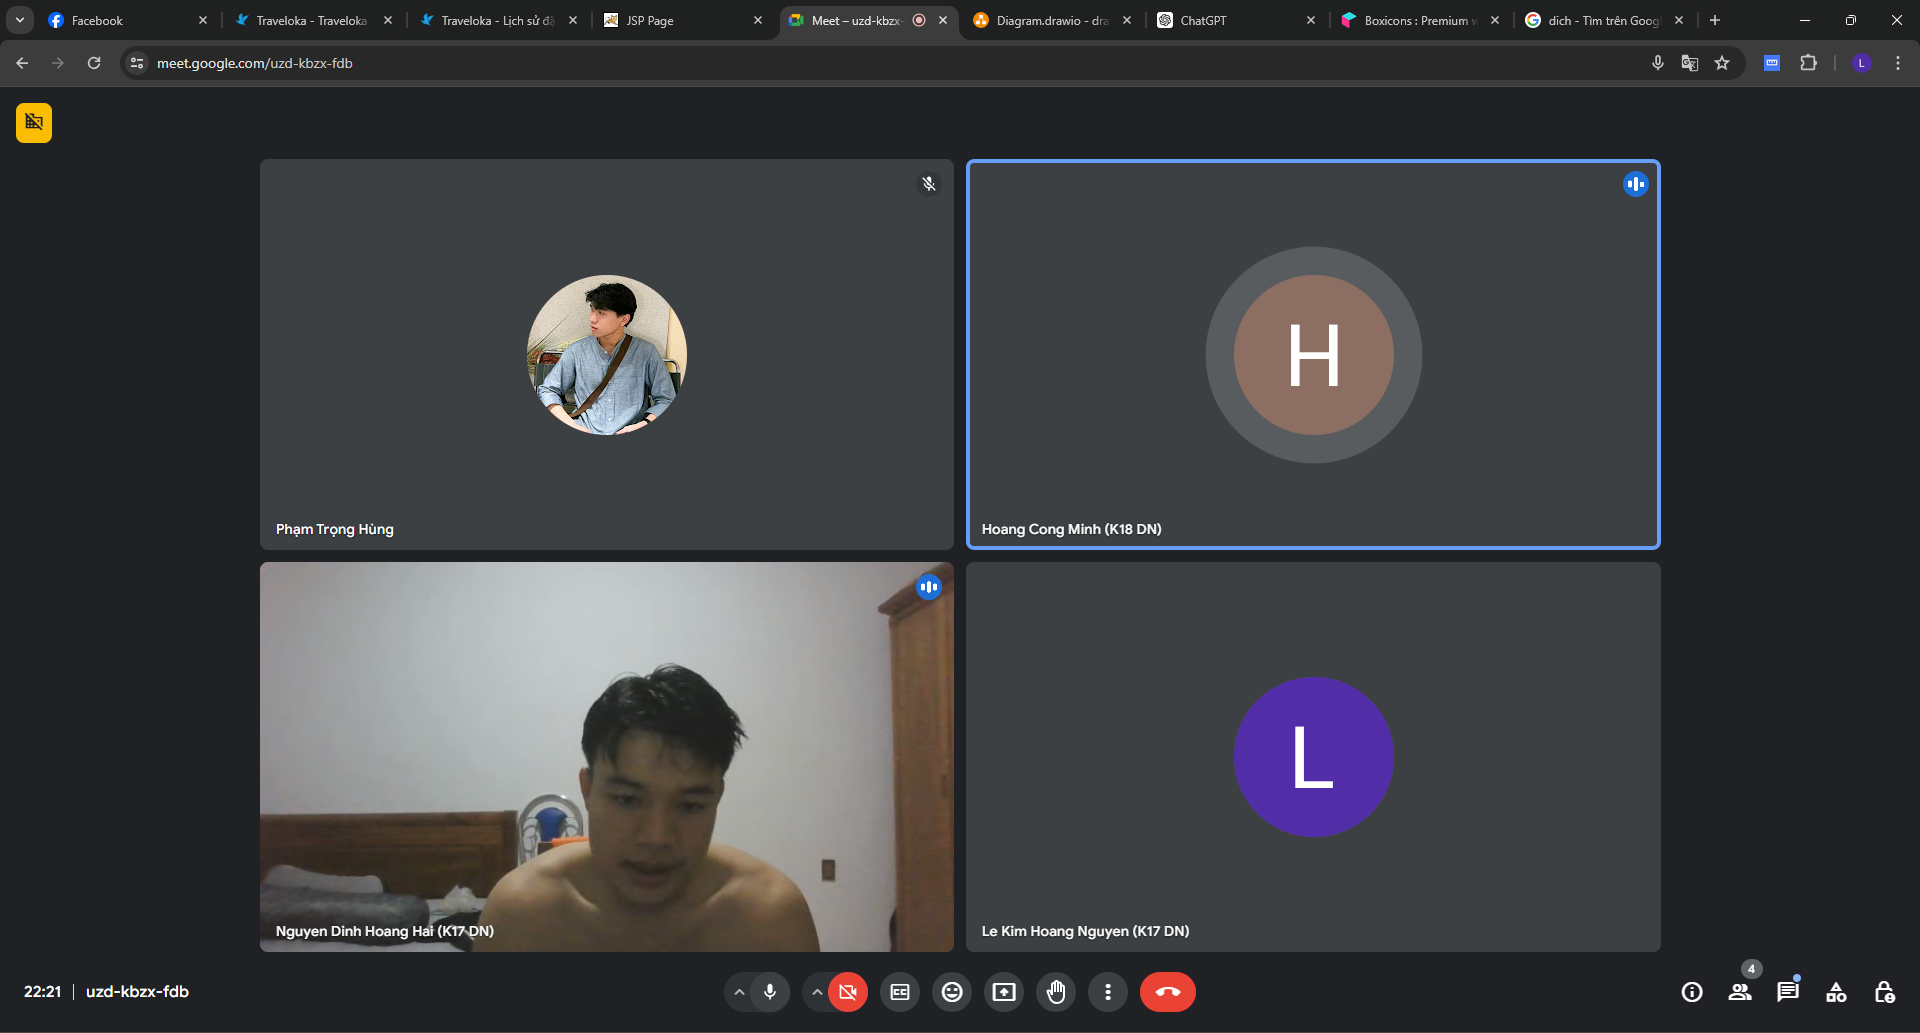 Facebook
Traveloka - Traveloka
Traveloka - Lịch sử đặ
JSP Page
Meet – uzd-kbzx-
Diagram.drawio - dra
ChatGPT
Boxicons : Premium w
dich - Tìm trên Googl
meet.google.com/uzd-kbzx-fdb
L
Phạm Trọng Hùng
H
Hoang Cong Minh (K18 DN)
Nguyen Dinh Hoang Hai (K17 DN)
L
Le Kim Hoang Nguyen (K17 DN)
22:21 | uzd-kbzx-fdb
4